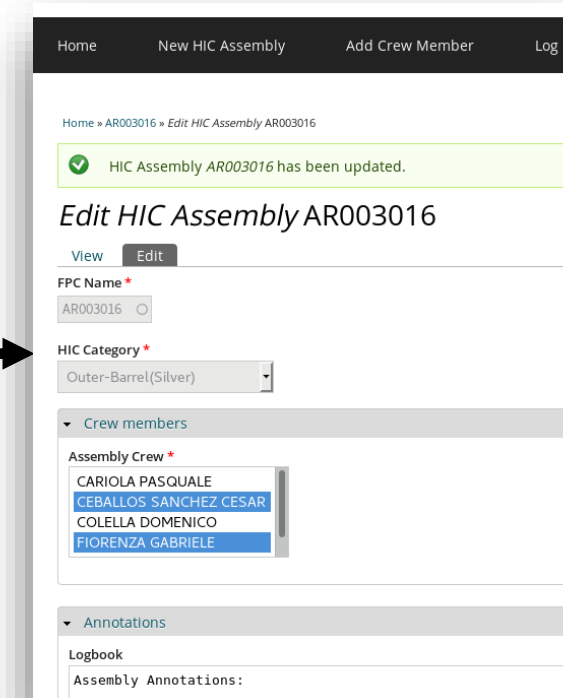 Home New HIC Assembly Add Crew Member Log
Home » AR003016 » Edit HIC Assembly AR003016
HIC Assembly AR003016 has been updated.
Edit HIC Assembly AR003016
View Edit
FPC Name *
AR003016
HIC Category *
Outer-Barrel(Silver)
Crew members
Assembly Crew *
CARIOLA PASQUALE
CEBALLOS SANCHEZ CESAR
COLELLA DOMENICO
FIORENZA GABRIELE
Annotations
Logbook
Assembly Annotations: